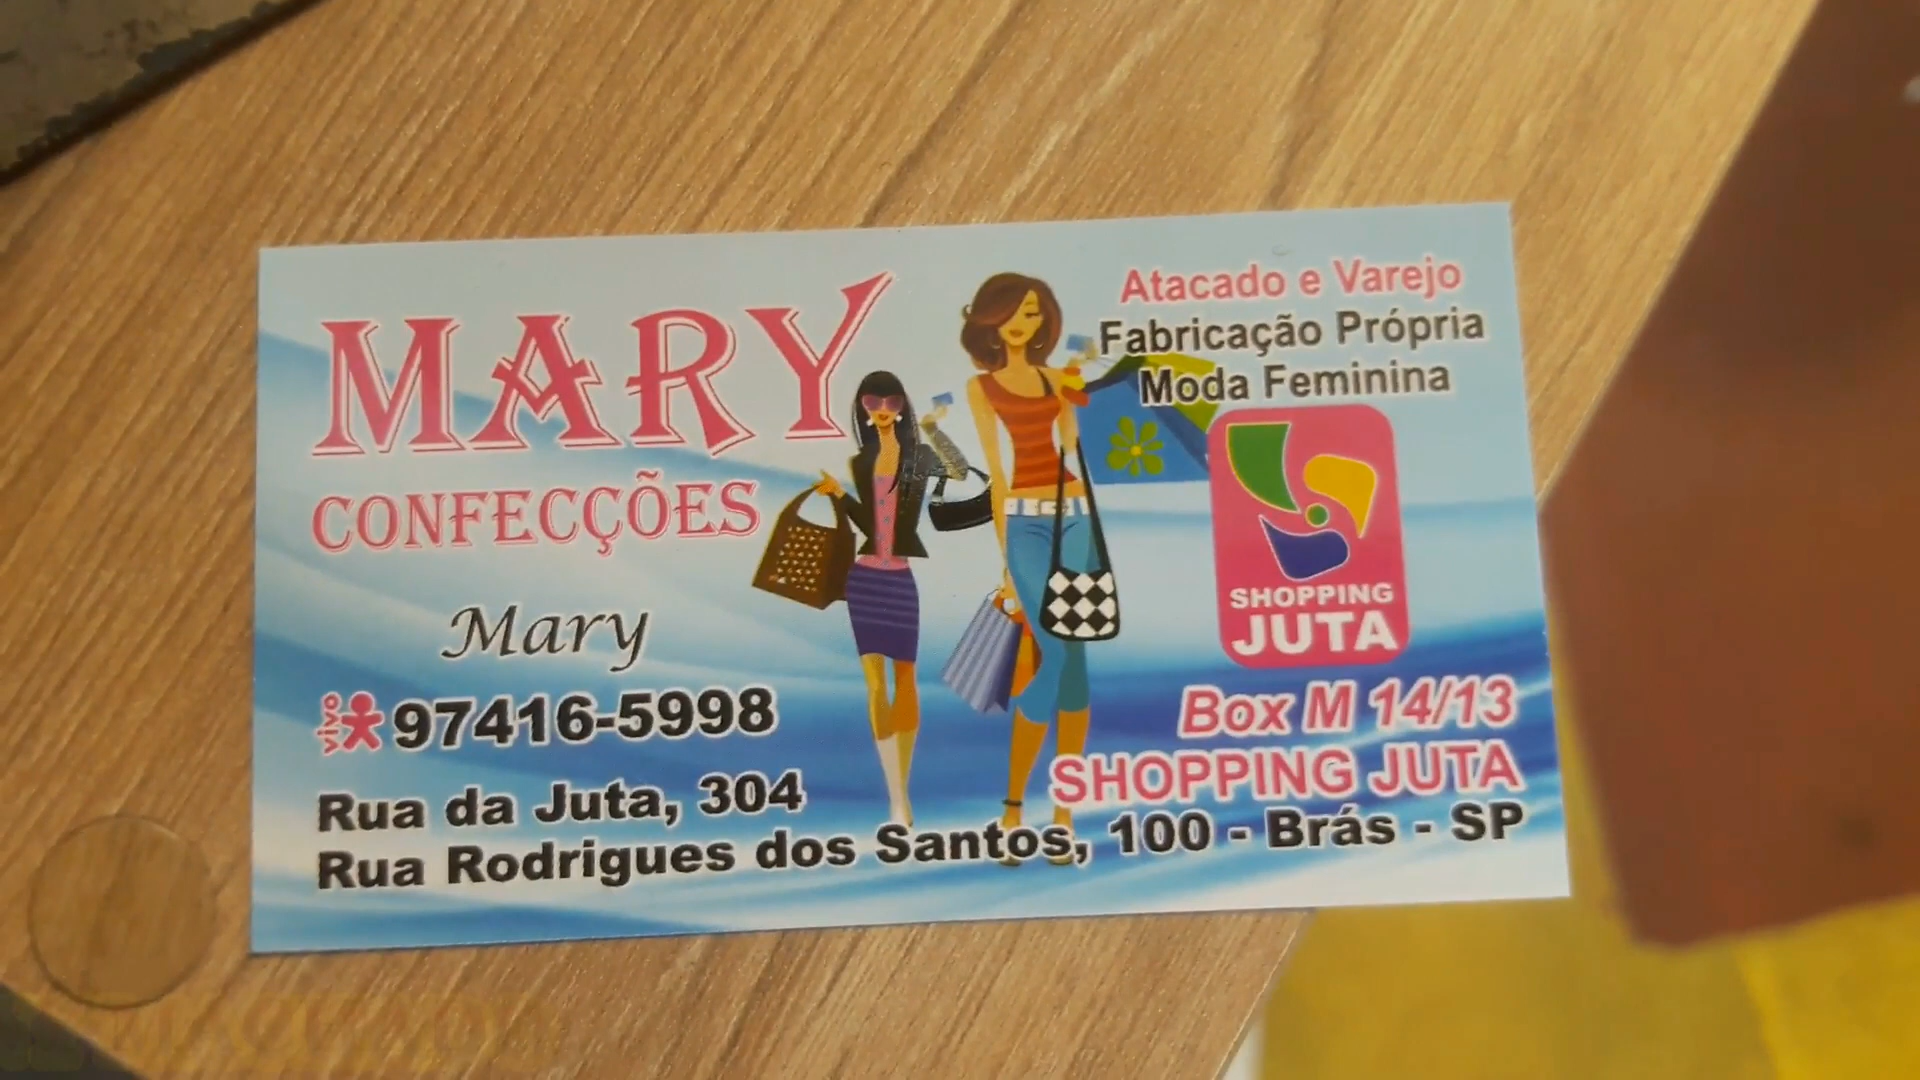 MARY
CONFECÇÕES
Mary
vivo 97416-5998
Atacado e Varejo
Fabricação Própria
Moda Feminina
SHOPPING
JUTA
Box M 14/13
SHOPPING JUTA
Rua da Juta, 304
Rua Rodrigues dos Santos, 100 - Brás - SP